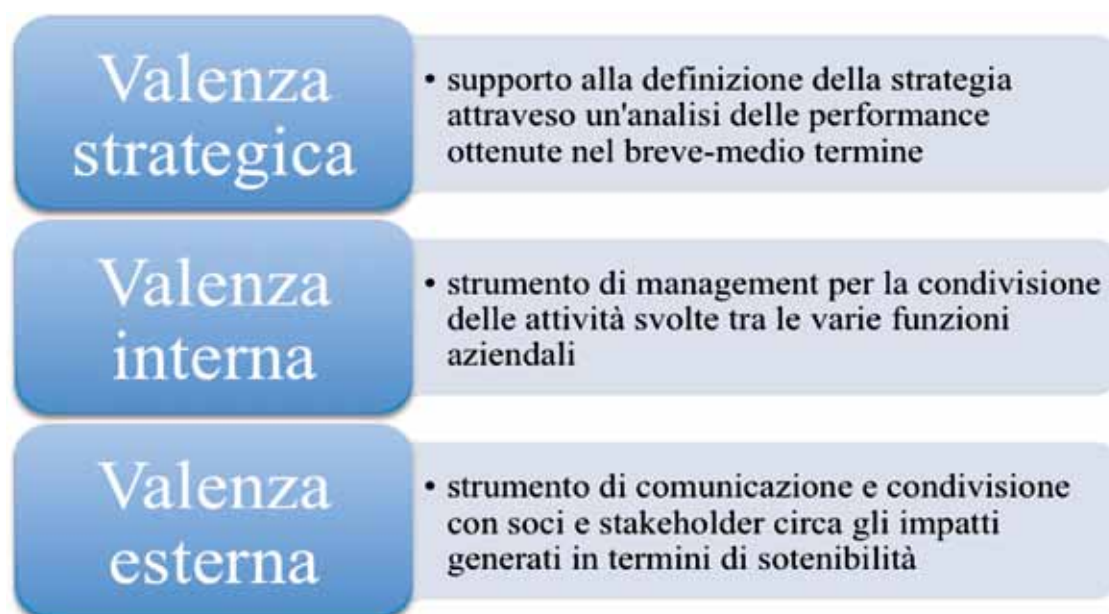 Valenza
strategica
• supporto alla definizione della strategia
attraveso un'analisi delle performance
ottenute nel breve-medio termine
Valenza
interna
• strumento di management per la condivisione
delle attività svolte tra le varie funzioni
aziendali
Valenza
esterna
• strumento di comunicazione e condivisione
con soci e stakeholder circa gli impatti
generati in termini di sotenibilità